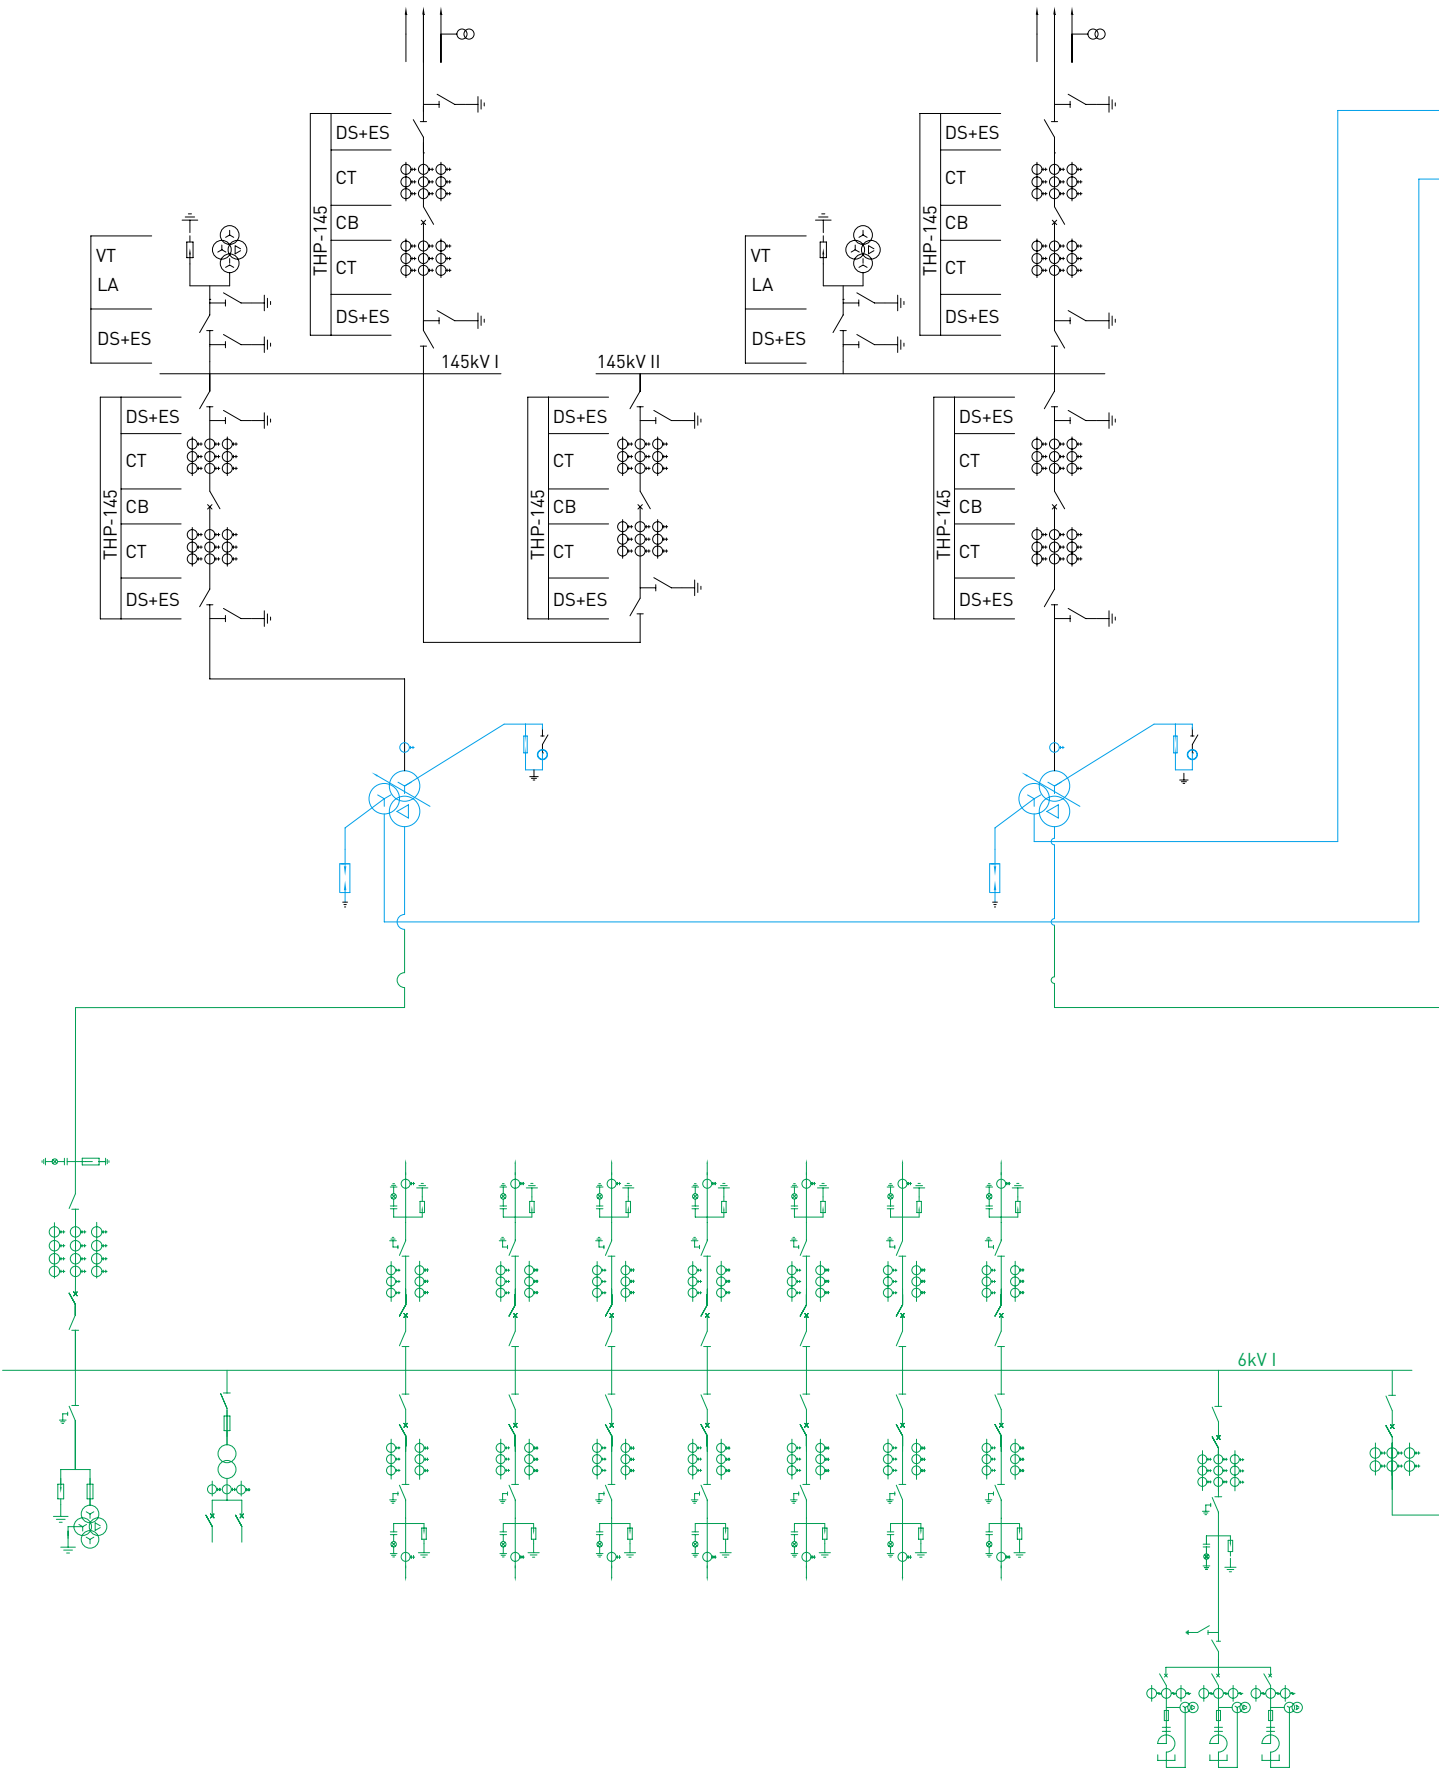 DS+ES
CT
CB
CT
DS+ES
THP-145
DS+ES
CT
CB
CT
DS+ES
THP-145
VT
LA
DS+ES
VT
LA
DS+ES
145kV I
145kV II
DS+ES
CT
CB
CT
DS+ES
THP-145
DS+ES
CT
CB
CT
DS+ES
THP-145
DS+ES
CT
CB
CT
DS+ES
THP-145
6kV I